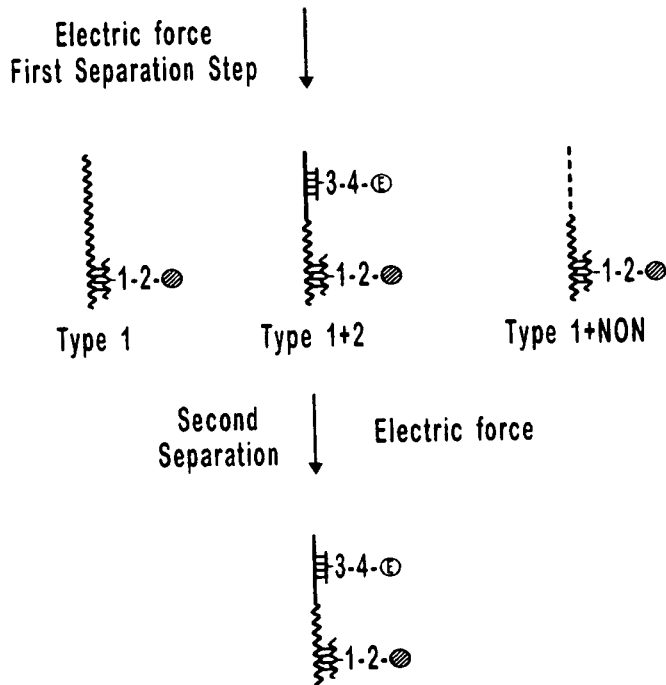 Electric force
First Separation Step
3-4-E
1-2-
1-2-
1-2-
Type 1
Type 1+2
Type 1+NON
Second
Separation
Electric force
3-4-E
1-2-